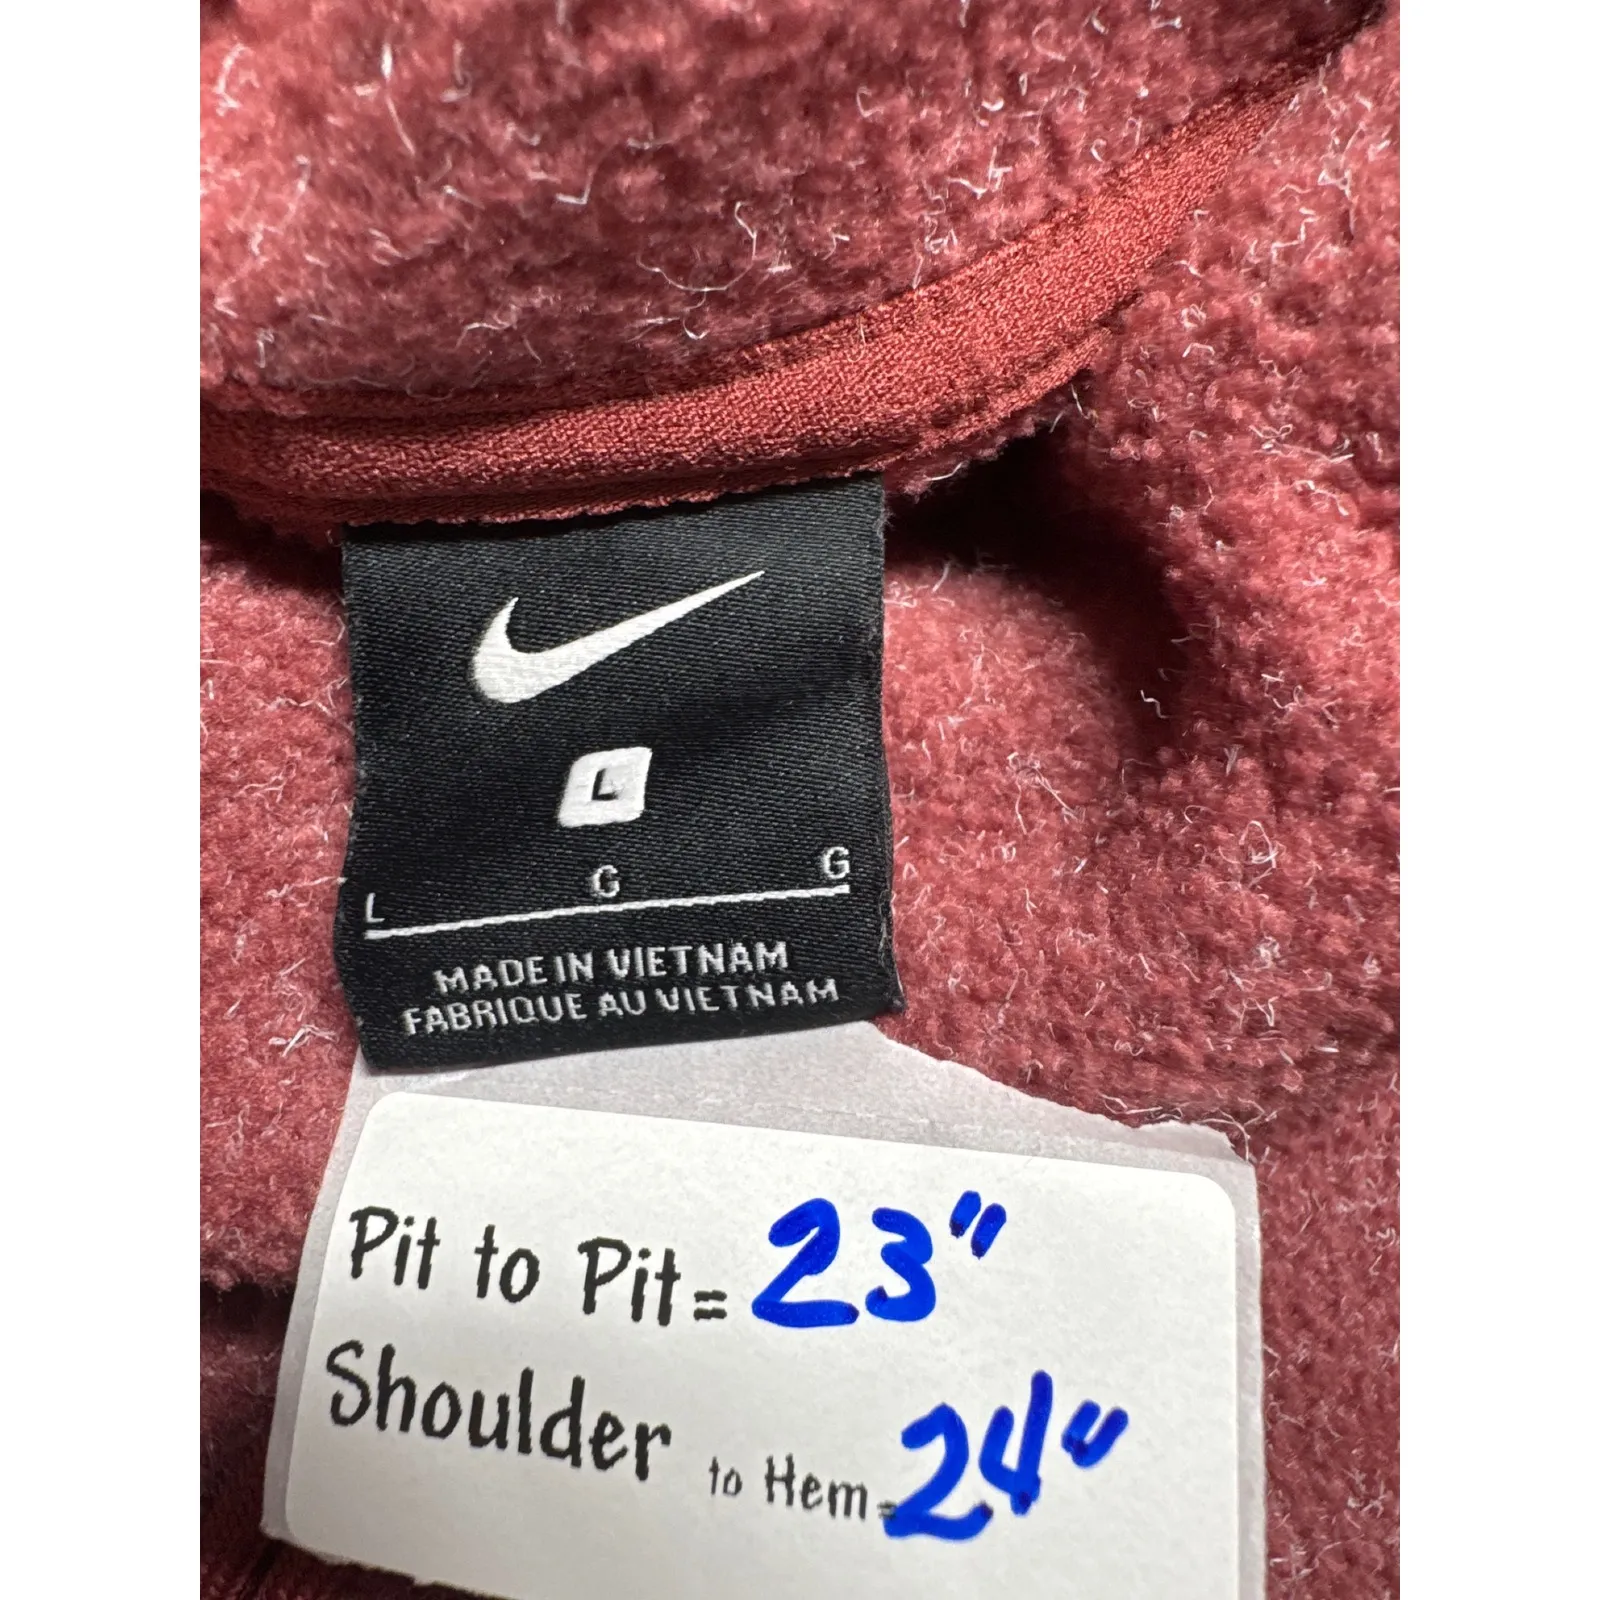 L
L G G
MADE IN VIETNAM
FABRIQUE AU VIETNAM
Pit to Pit = 23"
Shoulder to Hem = 24"